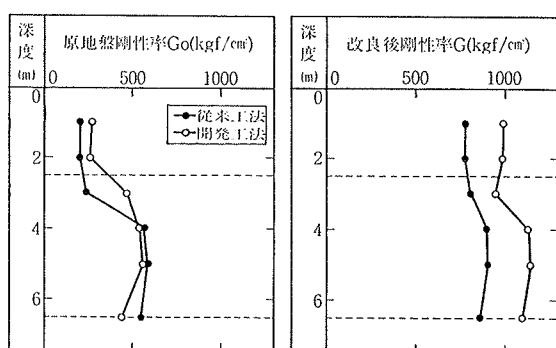 深度(m)
原地盤剛性率Go(kgf/cm²)
0 500 1000
0
2
4
6
従来工法
開発工法
深度(m)
改良後剛性率G(kgf/cm²)
0 500 1000
0
2
4
6